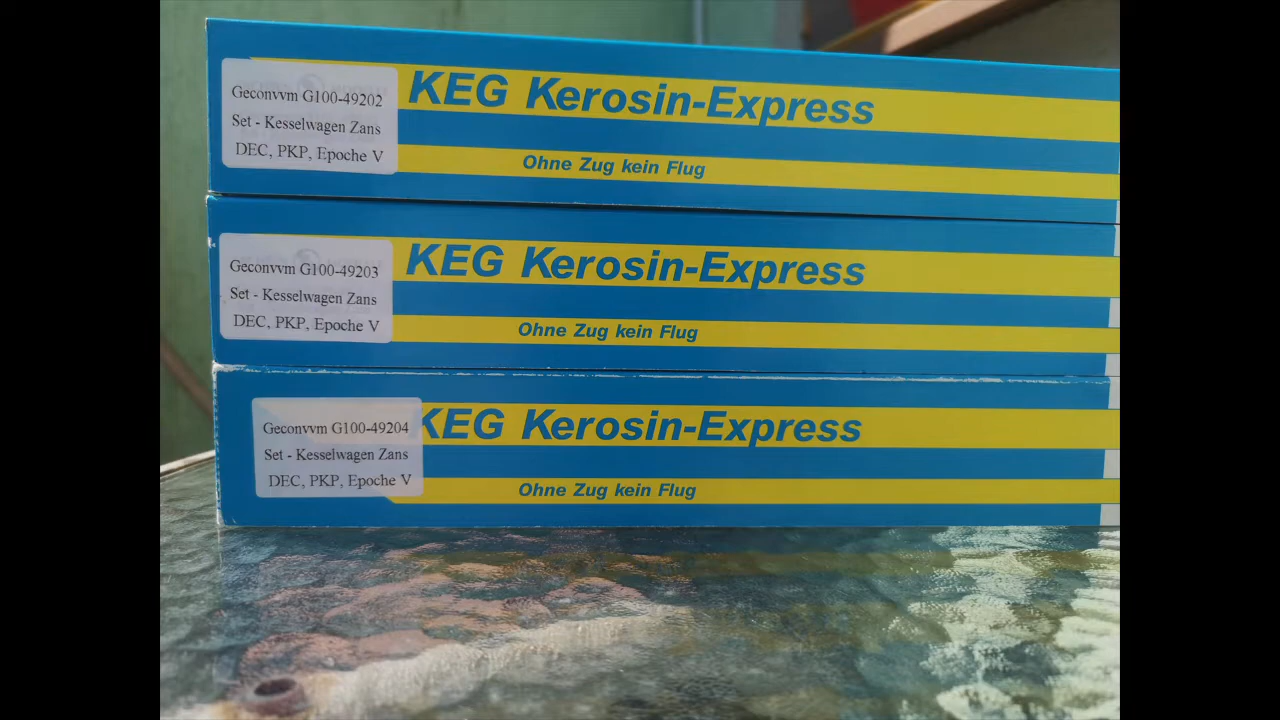 Geconvvm G100-49202
Set - Kesselwagen Zans
DEC, PKP, Epoche V
KEG Kerosin-Express
Ohne Zug kein Flug
Geconvvm G100-49203
Set - Kesselwagen Zans
DEC, PKP, Epoche V
KEG Kerosin-Express
Ohne Zug kein Flug
Geconvvm G100-49204
Set - Kesselwagen Zans
DEC, PKP, Epoche V
KEG Kerosin-Express
Ohne Zug kein Flug